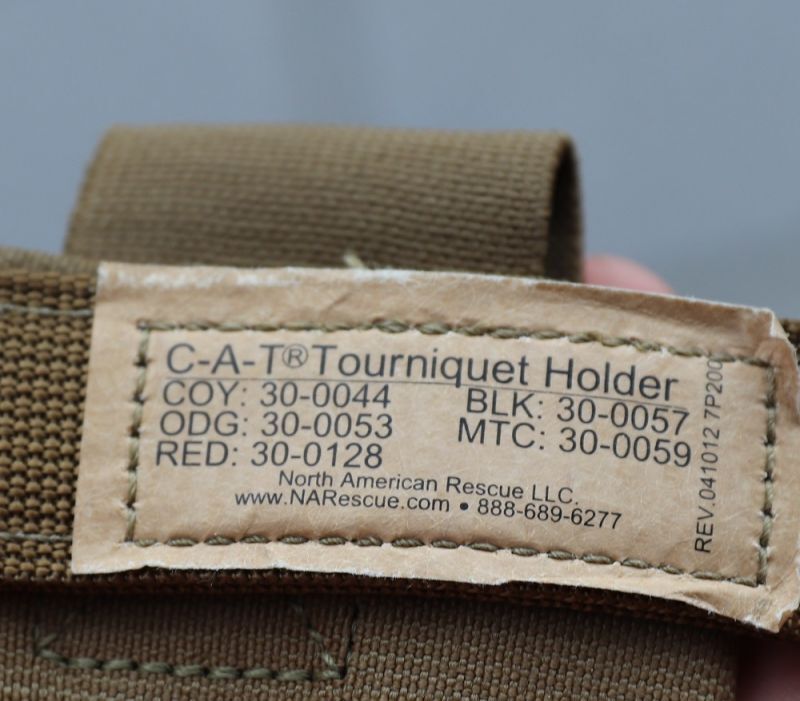 C-A-T® Tourniquet Holder
COY: 30-0044 BLK: 30-0057
ODG: 30-0053 MTC: 30-0059
RED: 30-0128
North American Rescue LLC.
www.NARescue.com • 888-689-6277
REV.041012 7P200